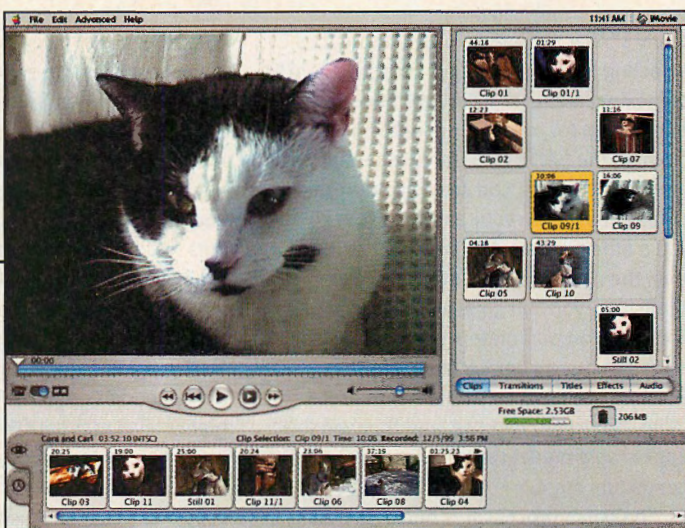 File Edit Advanced Help
11:41 AM iMovie
44:18 01:29
Clip 01 Clip 01/1
12:23 11:16
Clip 02 Clip 07
10:06 16:06
Clip 09/1 Clip 09
04:18 43:29
Clip 05 Clip 10
05:00
Still 02
00:00
Clips Transitions Titles Effects Audio
Free Space: 2.53GB 206 MB
Cora and Carl 03:52:10 (NTSC) Clip Selection: Clip 09/1 Time: 10:06 Recorded: 12/5/99 3:56 PM
20:25 19:00 25:00 20:24 23:06 37:19 01:25:23
Clip 03 Clip 11 Still 01 Clip 11/1 Clip 06 Clip 08 Clip 04